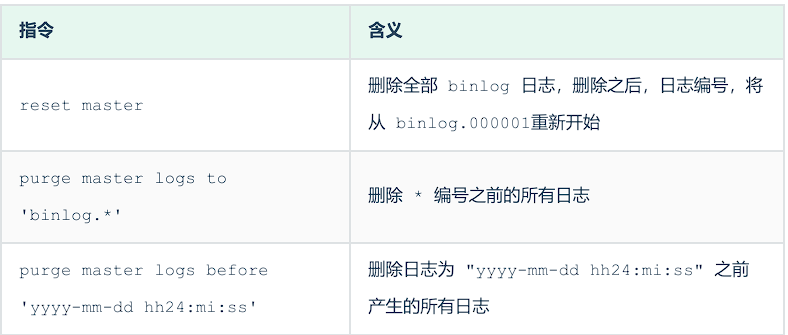 指令 含义
reset master
删除全部 binlog 日志，删除之后，日志编号，将
从 binlog.000001重新开始
purge master logs to
'binlog.*'
删除 * 编号之前的所有日志
purge master logs before
'yyyy-mm-dd hh24:mi:ss'
删除日志为 "yyyy-mm-dd hh24:mi:ss" 之前
产生的所有日志